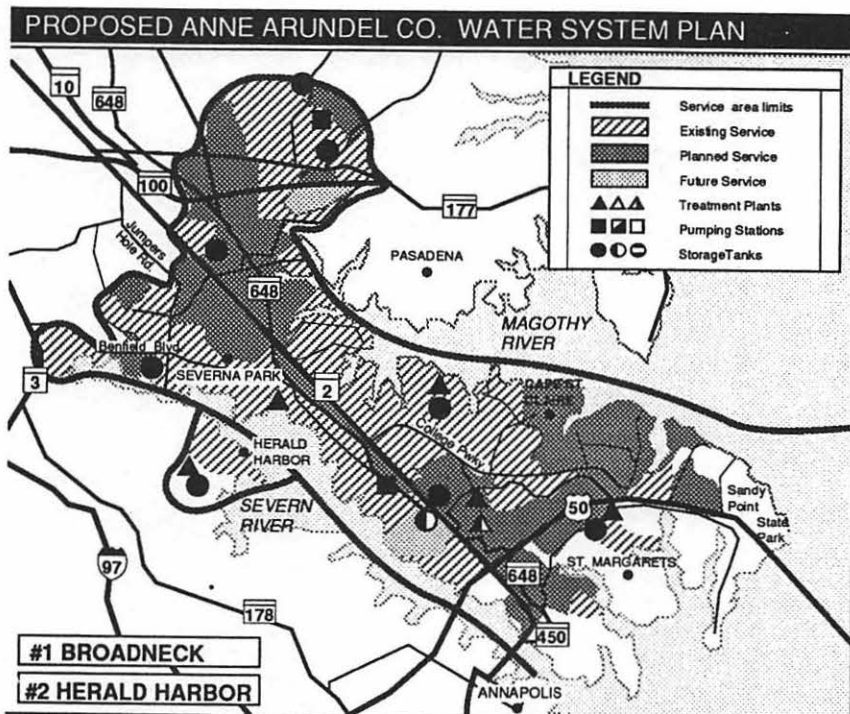 PROPOSED ANNE ARUNDEL CO. WATER SYSTEM PLAN
LEGEND
Service area limits
Existing Service
Planned Service
Future Service
Treatment Plants
Pumping Stations
StorageTanks
10
648
100
177
Jumpers
Hole Rd.
PASADENA
648
MAGOTHY
RIVER
Benfield Blvd
SEVERNA PARK
3
2
CAPE ST.
CLAIRE
College Pkwy
HERALD
HARBOR
SEVERN
RIVER
50
Sandy
Point
State
Park
97
648
ST. MARGARETS
178
450
#1 BROADNECK
#2 HERALD HARBOR
ANNAPOLIS